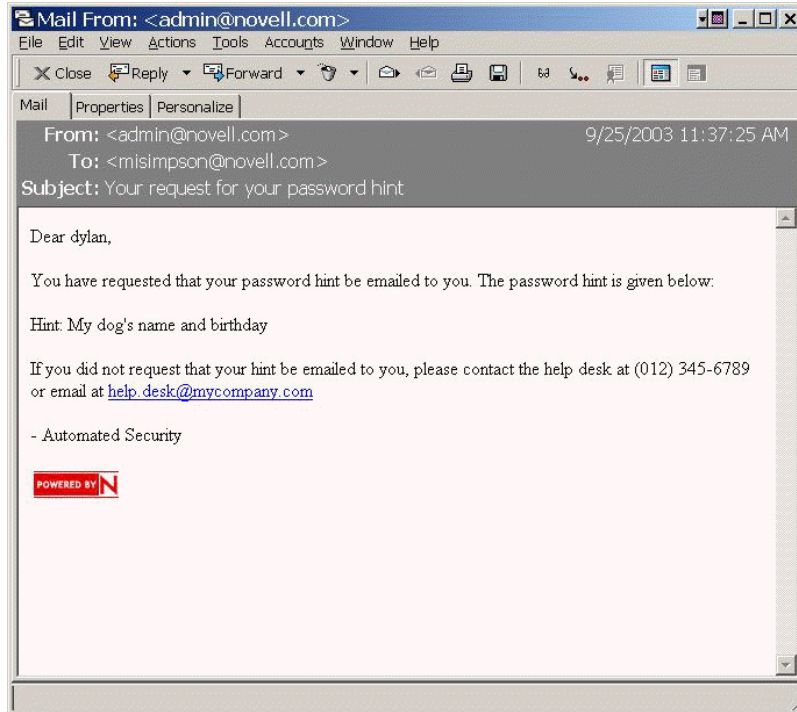 Mail From: <admin@novell.com>
File Edit View Actions Tools Accounts Window Help
Close Reply Forward
Mail Properties Personalize
From: <admin@novell.com> 9/25/2003 11:37:25 AM
To: <misimpson@novell.com>
Subject: Your request for your password hint
Dear dylan,
You have requested that your password hint be emailed to you. The password hint is given below:
Hint: My dog's name and birthday
If you did not request that your hint be emailed to you, please contact the help desk at (012) 345-6789
or email at help.desk@mycompany.com
- Automated Security
POWERED BY N